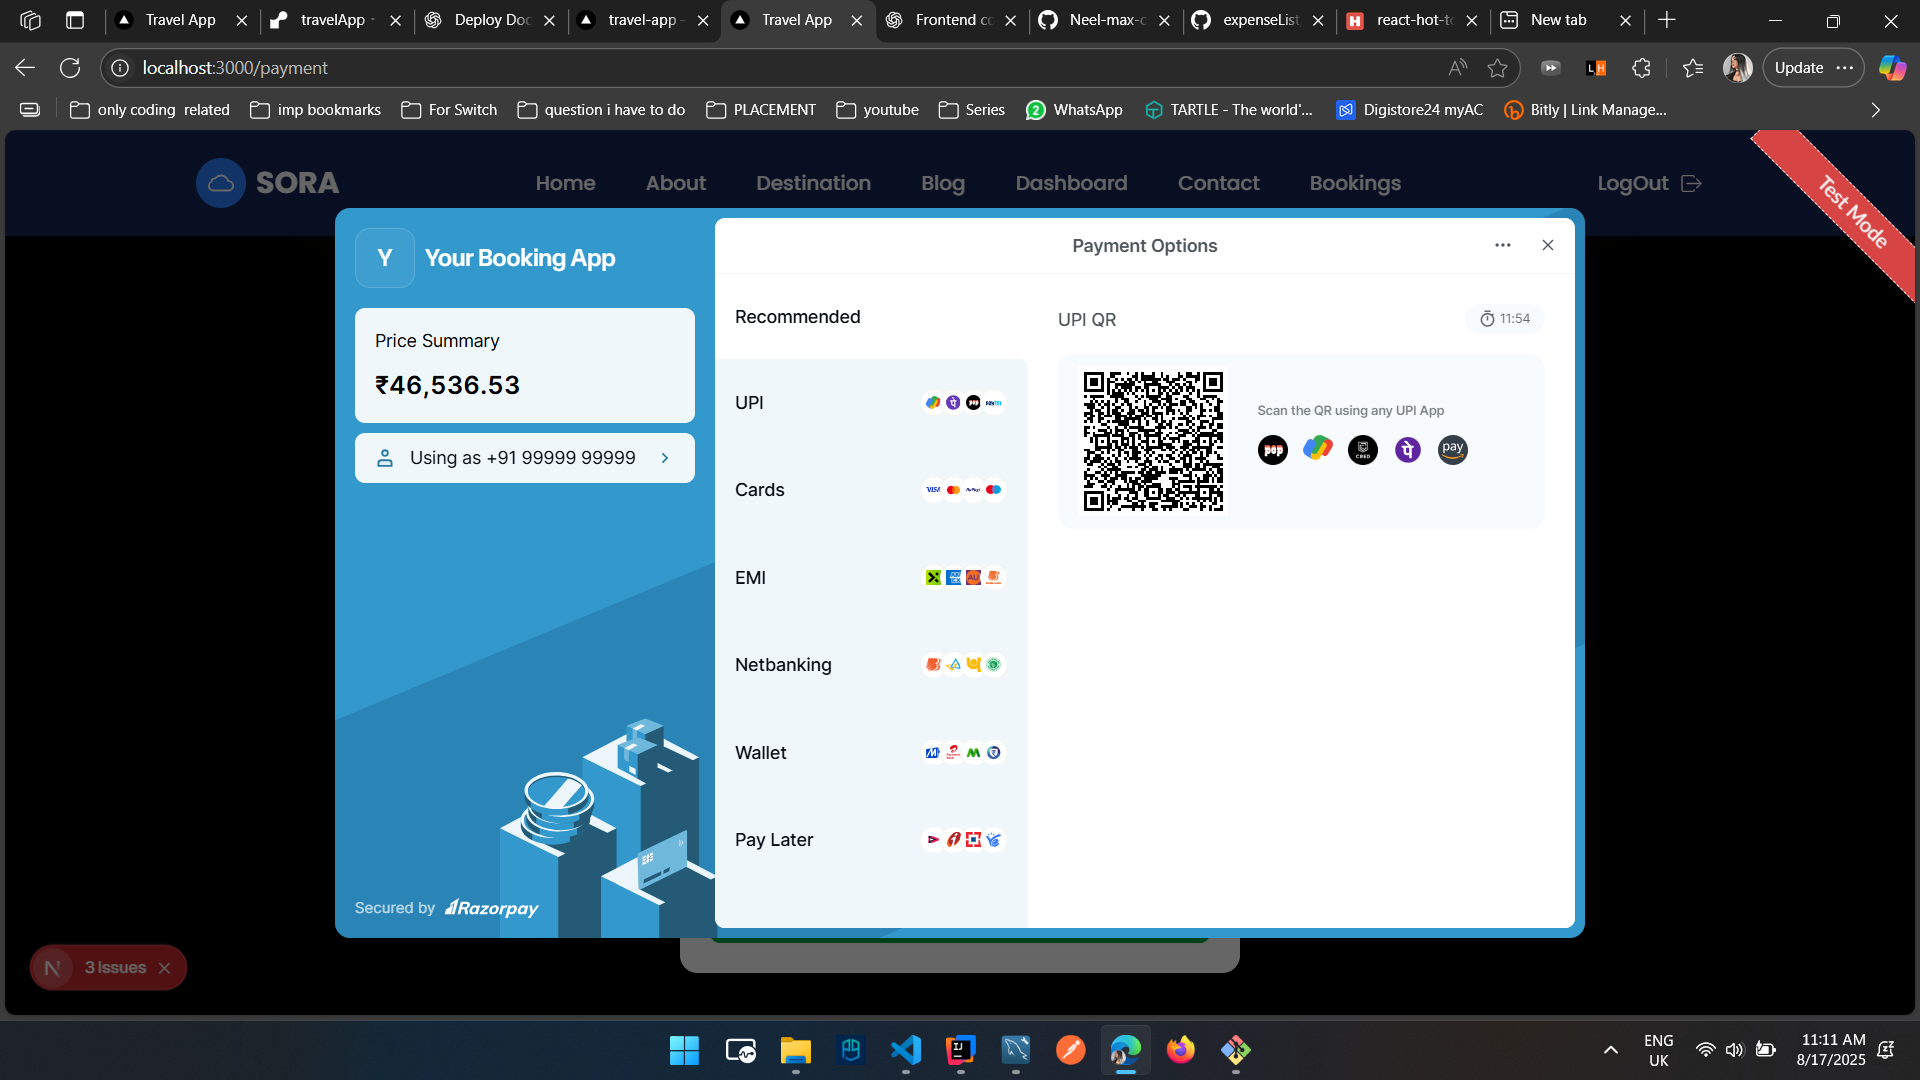 Travel App
travelApp
Deploy Doc
travel-app
Travel App
Frontend co
Neel-max-c
expenseList
react-hot-to
New tab
localhost:3000/payment
Update
only coding related
imp bookmarks
For Switch
question i have to do
PLACEMENT
youtube
Series
WhatsApp
TARTLE - The world'...
Digistore24 myAC
Bitly | Link Manage...
SORA
Home
About
Destination
Blog
Dashboard
Contact
Bookings
LogOut
Test Mode
Y
Your Booking App
Price Summary
₹46,536.53
Using as +91 99999 99999
Secured by Razorpay
Payment Options
Recommended
UPI
Cards
EMI
Netbanking
Wallet
Pay Later
UPI QR
11:54
Scan the QR using any UPI App
pop
CRED
पे
pay
VISA
N
3 Issues
ENG
UK
11:11 AM
8/17/2025